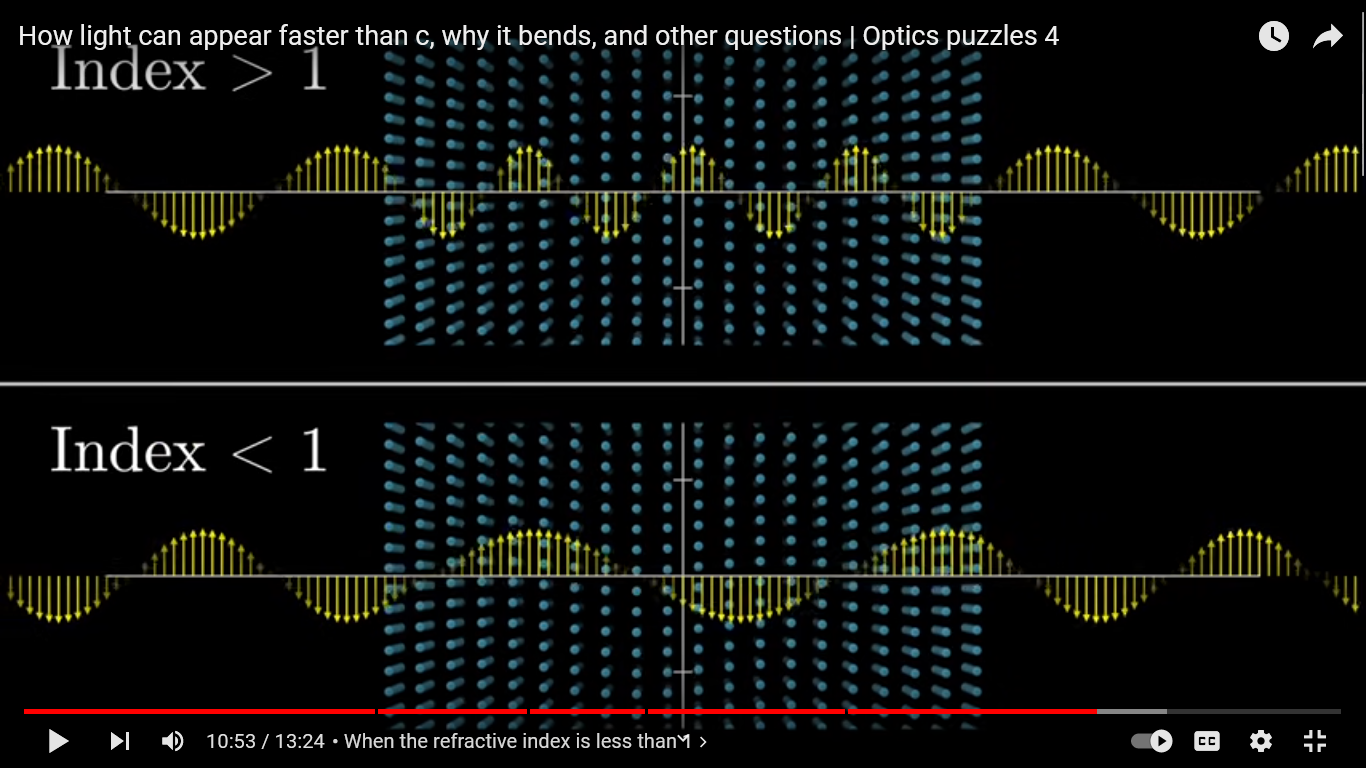 How light can appear faster than c, why it bends, and other questions | Optics puzzles 4
Index > 1
Index < 1
10:53 / 13:24 • When the refractive index is less than 1 >
CC